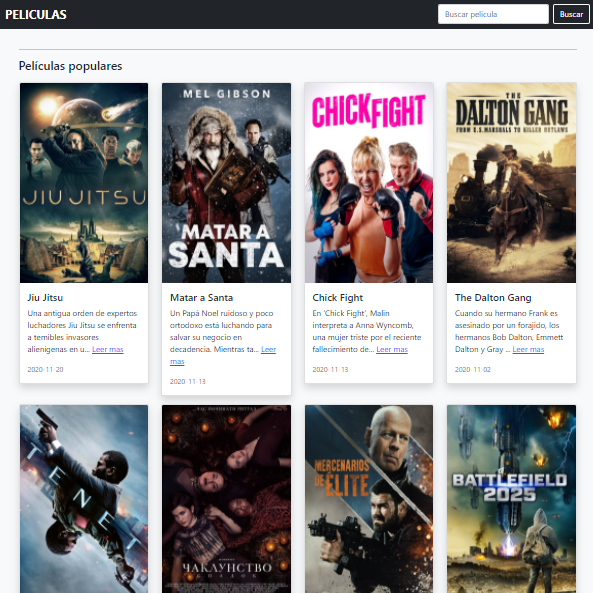 PELICULAS
Buscar película
Buscar
Películas populares
JIU JITSU
MEL GIBSON
MATAR A
SANTA
CHICK FIGHT
THE
DALTON GANG
FROM U.S. MARSHALS TO KILLER OUTLAWS
Jiu Jitsu
Una antigua orden de expertos
luchadores Jiu Jitsu se enfrenta
a temibles invasores
alienígenas en u... Leer mas
2020-11-20
Matar a Santa
Un Papá Noel ruidoso y poco
ortodoxo está luchando para
salvar su negocio en
decadencia. Mientras ta... Leer
mas
2020-11-13
Chick Fight
En 'Chick Fight', Malin
interpreta a Anna Wyncomb,
una mujer triste por el reciente
fallecimiento de... Leer mas
2020-11-13
The Dalton Gang
Cuando su hermano Frank es
asesinado por un forajido, los
hermanos Bob Dalton, Emmett
Dalton y Gray ... Leer mas
2020-11-02
TENET
ЧАКЛУНСТВО
MERCENARIOS
DE ÉLITE
BATTLEFIELD
2025